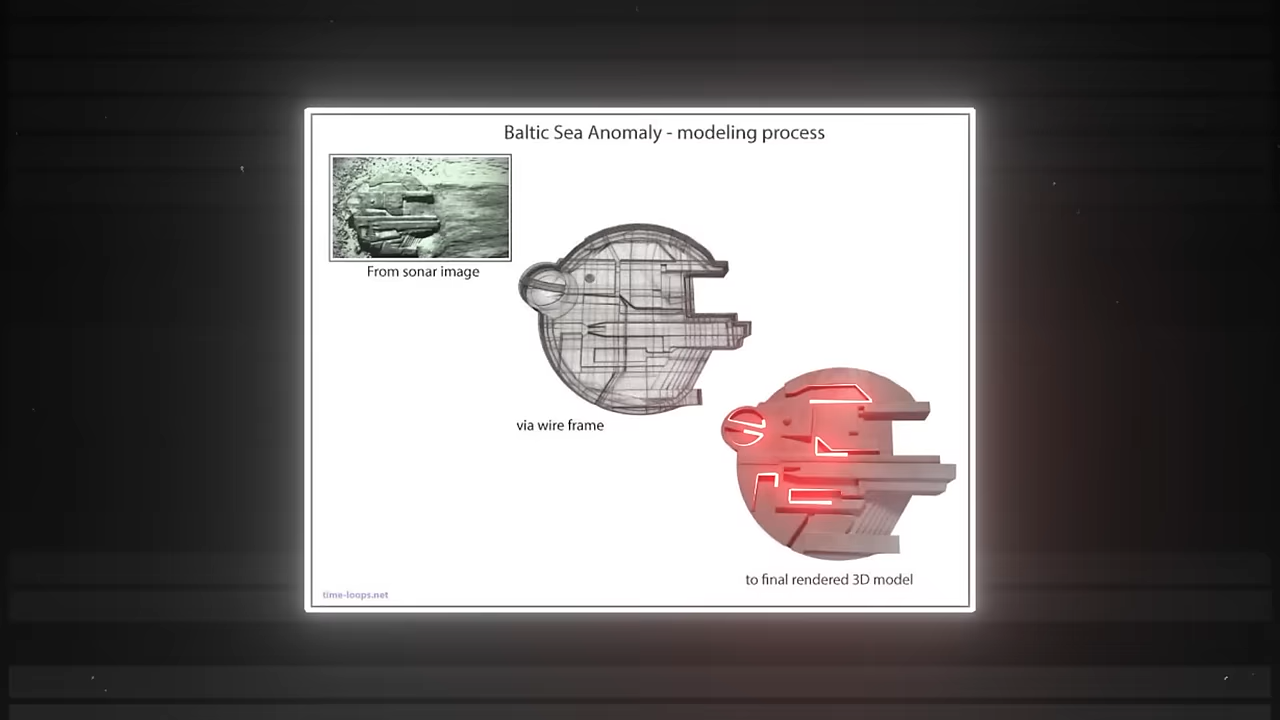 Baltic Sea Anomaly - modeling process
From sonar image
via wire frame
to final rendered 3D model
time-loops.net